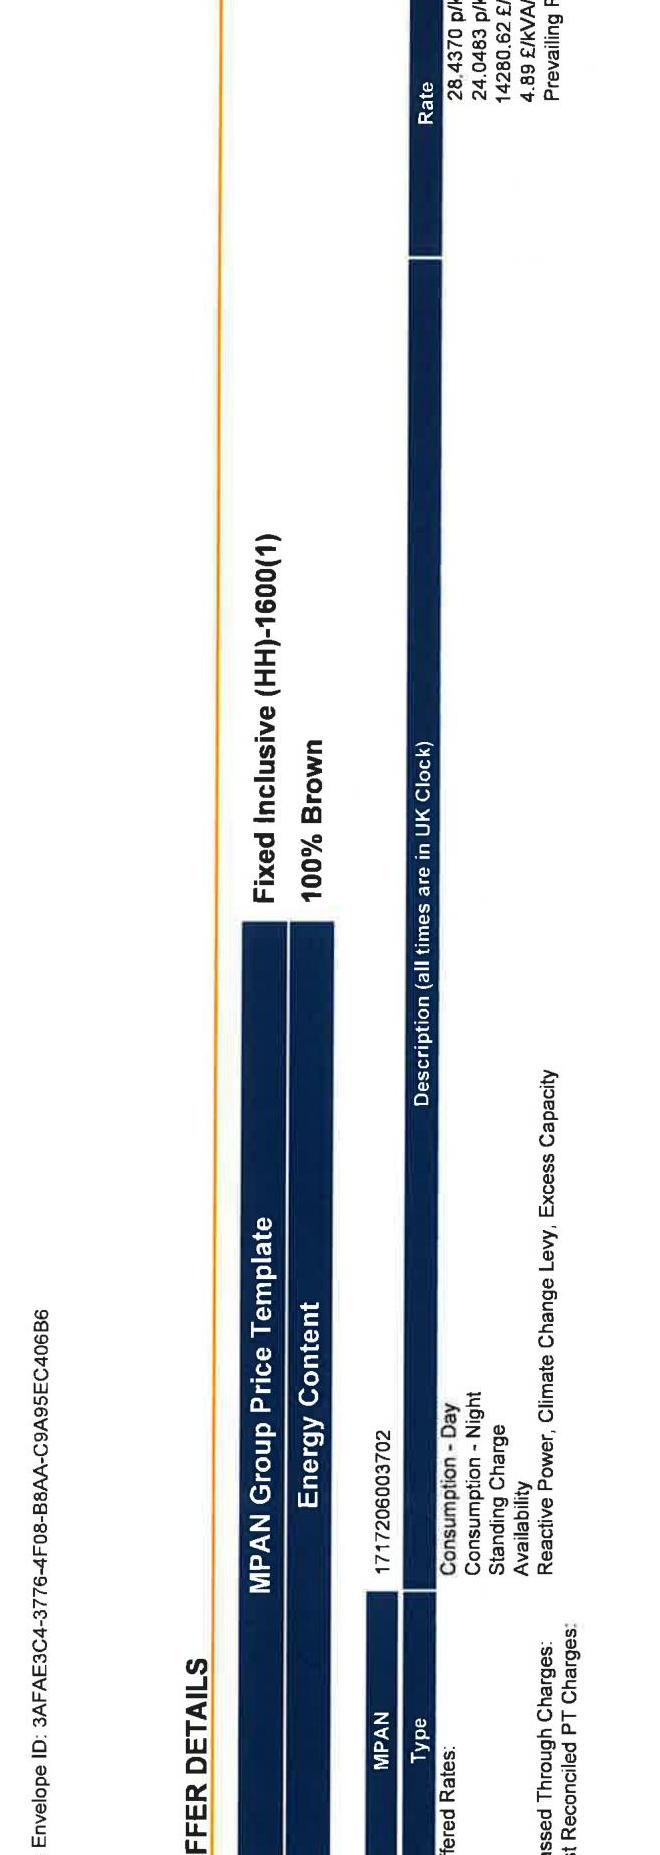 Envelope ID: 3AFAE3C4-3776-4F08-B8AA-C9A95EC406B6
FFER DETAILS
MPAN Group Price Template Fixed Inclusive (HH)-1600(1)
Energy Content 100% Brown
MPAN 1717206003702
Type Description (all times are in UK Clock) Rate
fered Rates: Consumption - Day 28.4370 p/k
Consumption - Night 24.0483 p/k
Standing Charge 14280.62 £/
Availability 4.89 £/kVA/
assed Through Charges: Reactive Power, Climate Change Levy, Excess Capacity Prevailing
t Reconciled PT Charges: